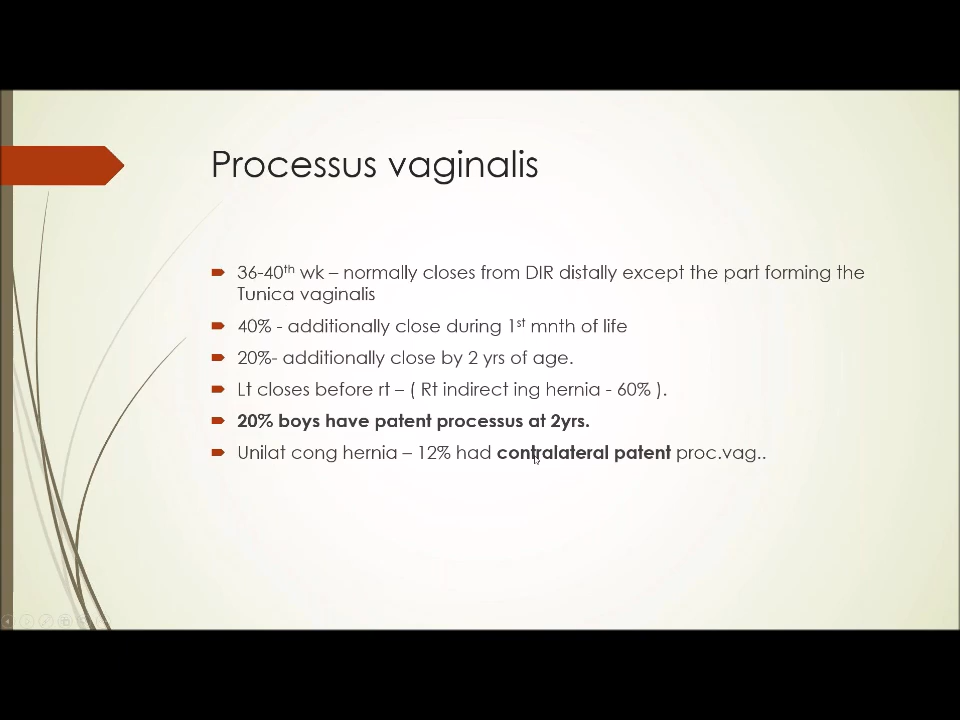 Processus vaginalis
36-40th wk – normally closes from DIR distally except the part forming the
Tunica vaginalis
40% - additionally close during 1st mnth of life
20%- additionally close by 2 yrs of age.
Lt closes before rt – ( Rt indirect ing hernia - 60% ).
20% boys have patent processus at 2yrs.
Unilat cong hernia – 12% had contralateral patent proc.vag..